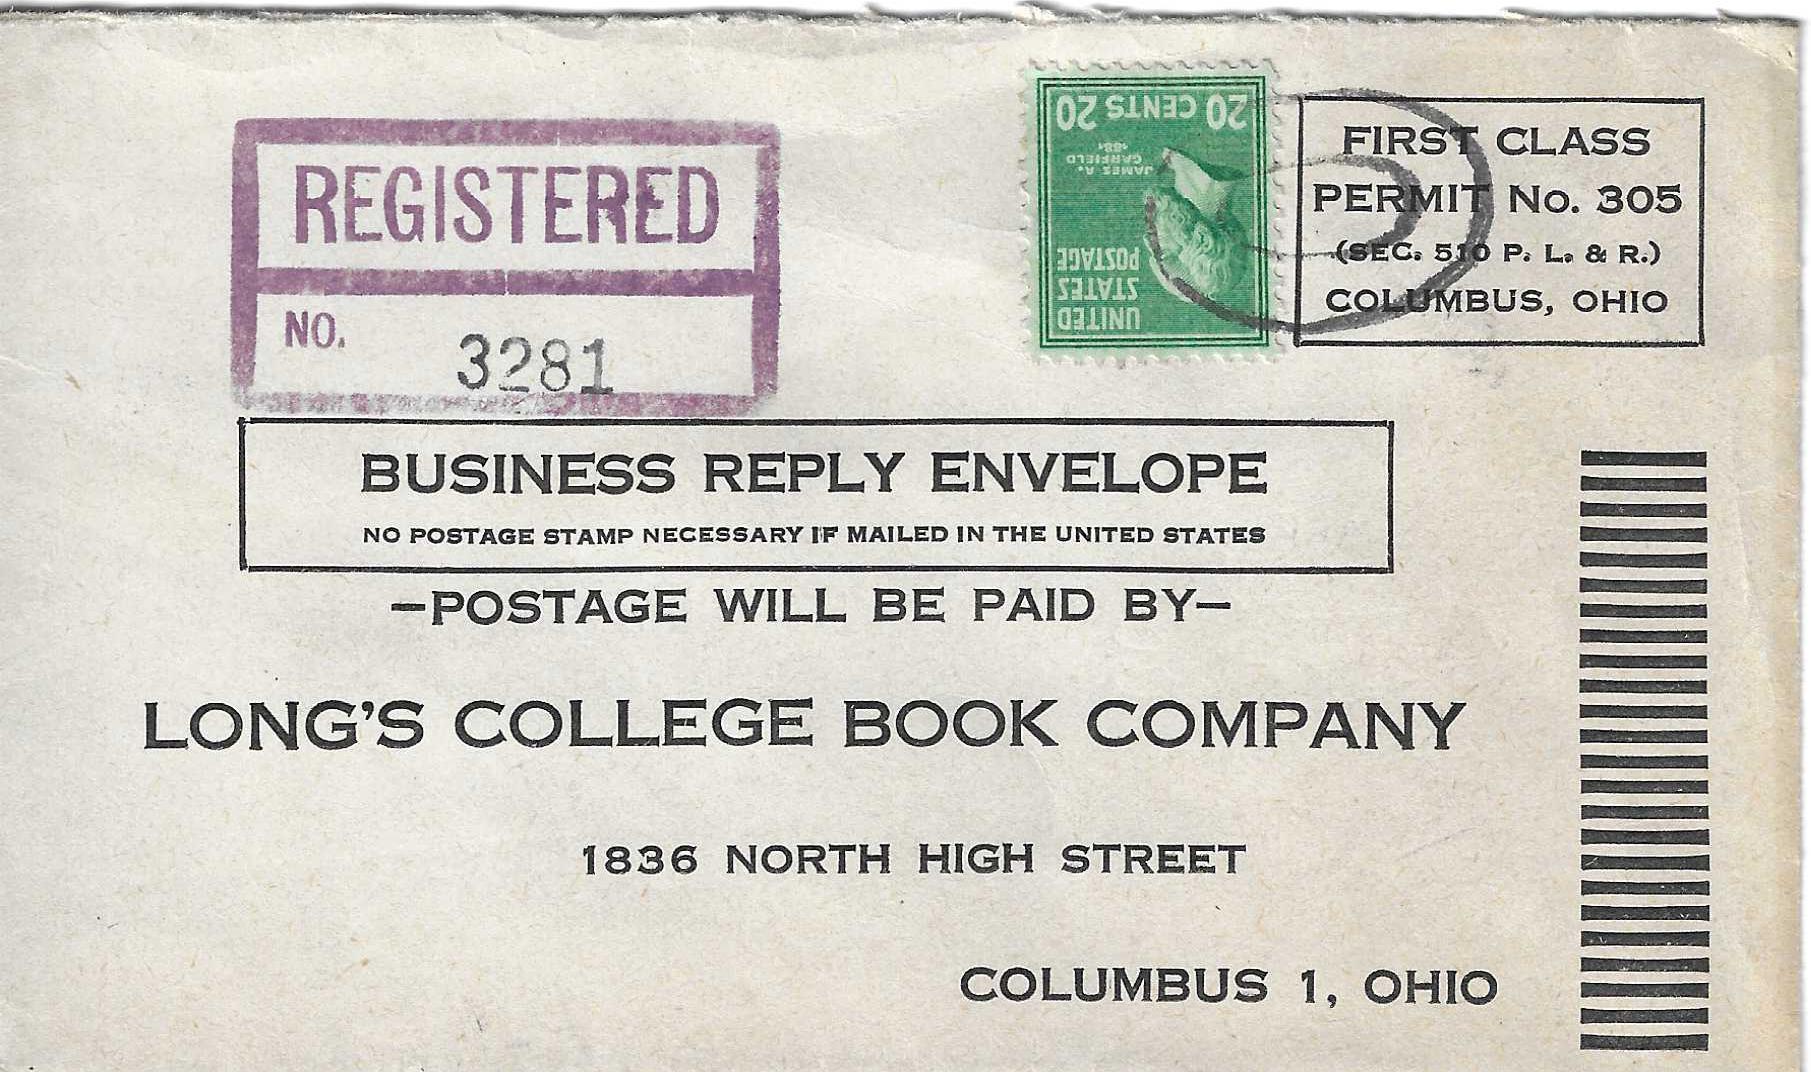 REGISTERED
NO. 3281
20 CENTS 20
JAMES A.
GARFIELD
1881
UNITED
STATES
POSTAGE
FIRST CLASS
PERMIT No. 305
(SEC. 510 P. L. & R.)
COLUMBUS, OHIO
BUSINESS REPLY ENVELOPE
NO POSTAGE STAMP NECESSARY IF MAILED IN THE UNITED STATES
—POSTAGE WILL BE PAID BY—
LONG'S COLLEGE BOOK COMPANY
1836 NORTH HIGH STREET
COLUMBUS 1, OHIO